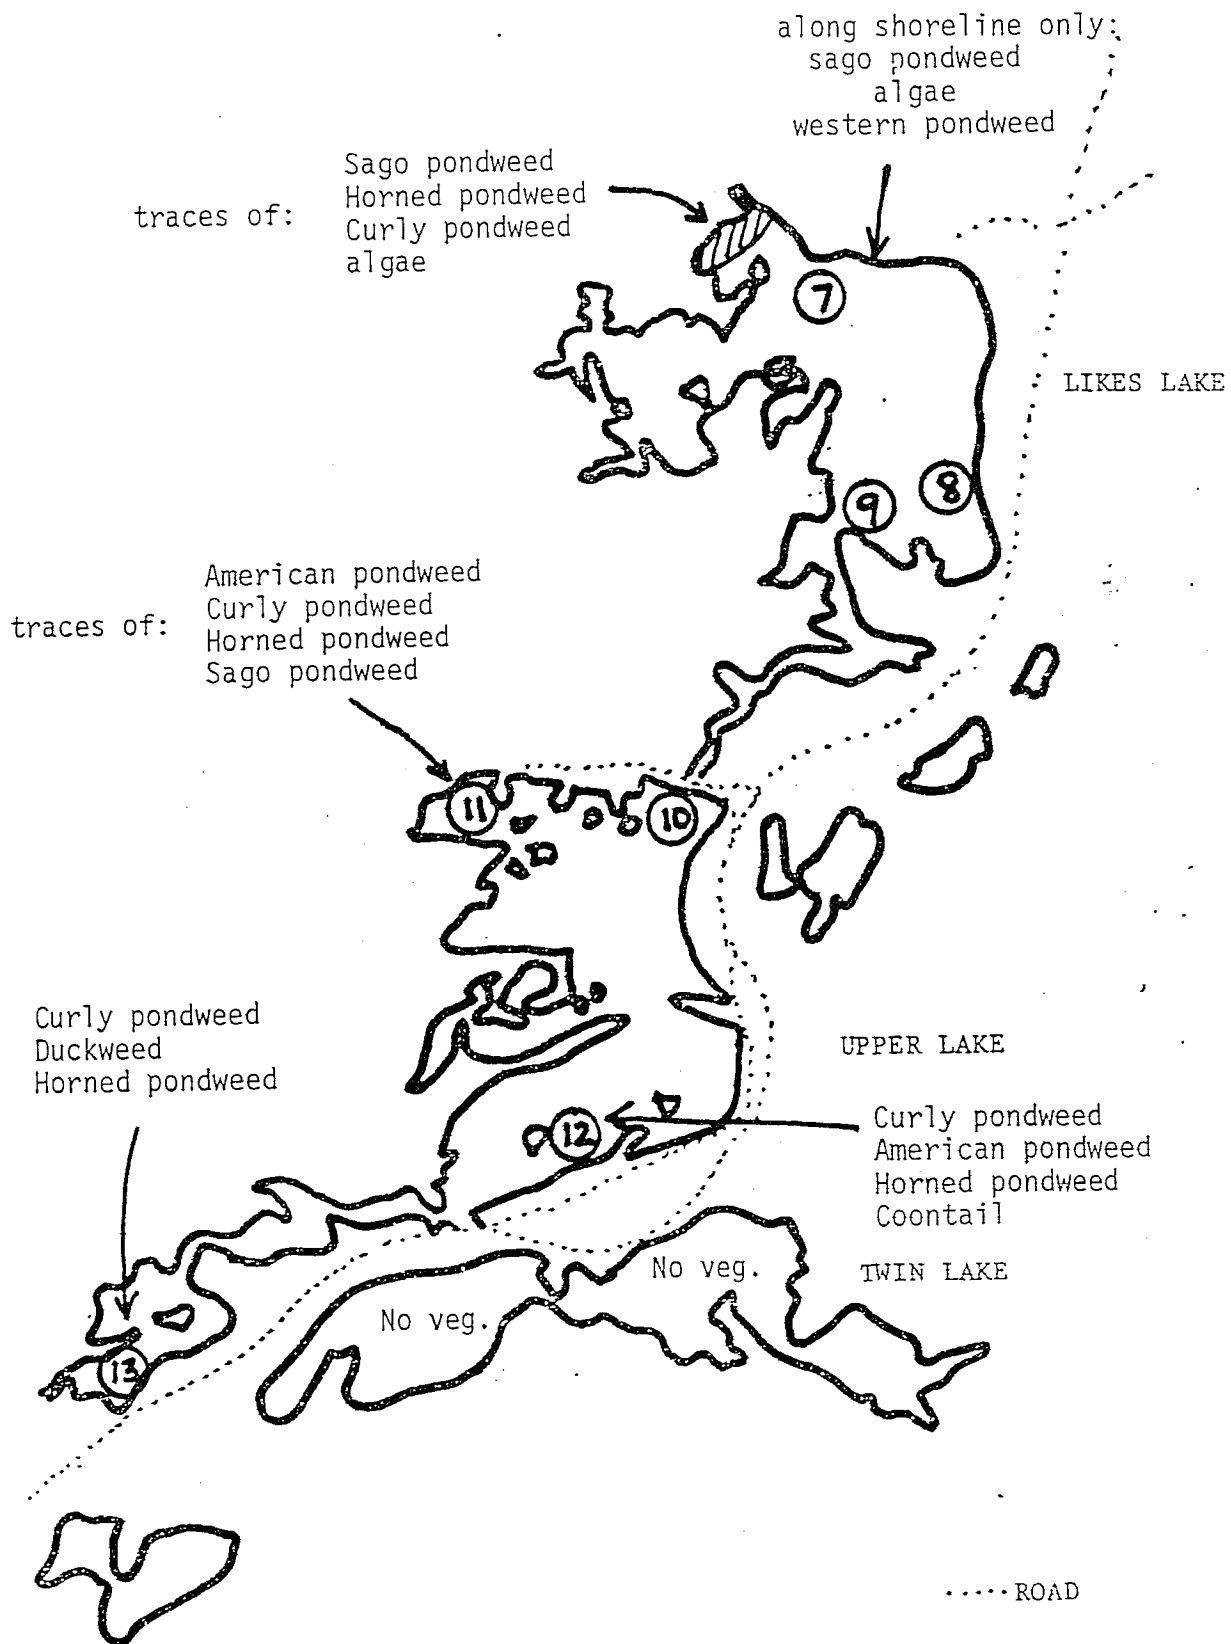 along shoreline only:
sago pondweed
algae
western pondweed
traces of:
Sago pondweed
Horned pondweed
Curly pondweed
algae
7
LIKES LAKE
8
9
traces of:
American pondweed
Curly pondweed
Horned pondweed
Sago pondweed
11
10
Curly pondweed
Duckweed
Horned pondweed
UPPER LAKE
12
Curly pondweed
American pondweed
Horned pondweed
Coontail
No veg.
TWIN LAKE
No veg.
13
.....ROAD